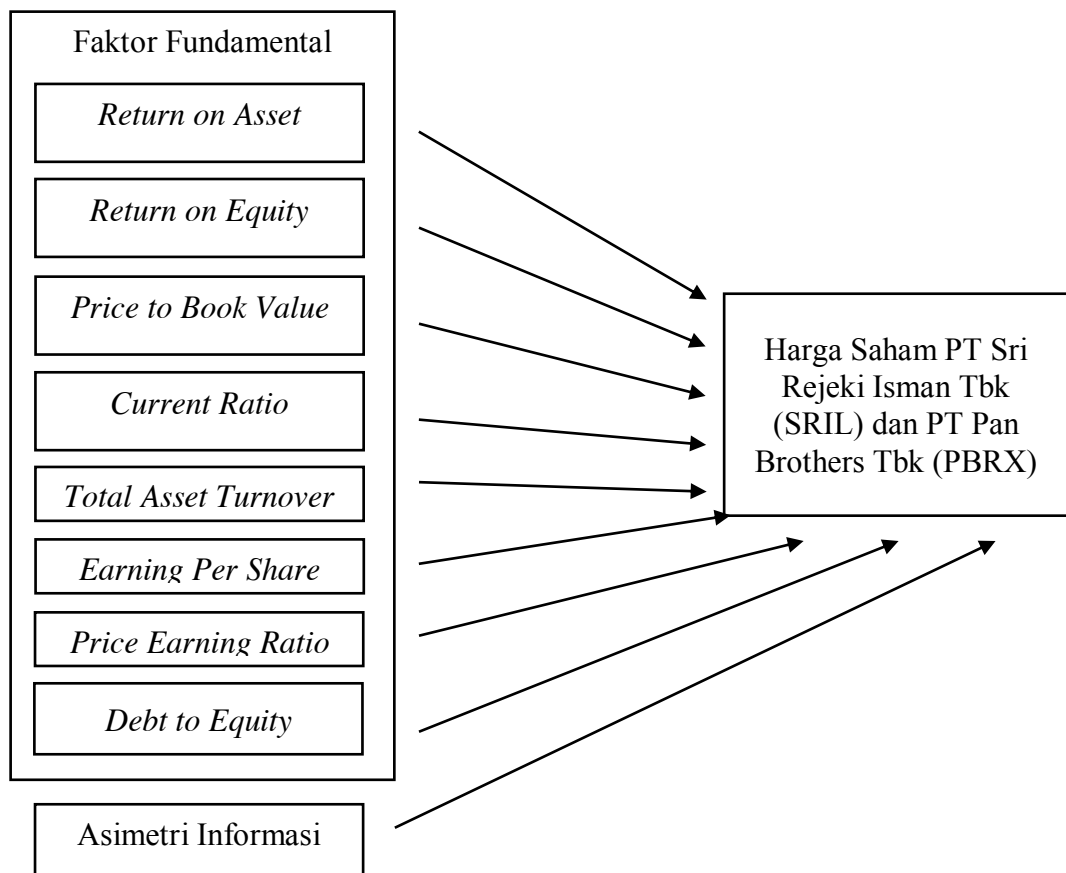 Faktor Fundamental
Return on Asset
Return on Equity
Price to Book Value
Current Ratio
Total Asset Turnover
Earning Per Share
Price Earning Ratio
Debt to Equity
Asimetri Informasi
Harga Saham PT Sri
Rejeki Isman Tbk
(SRIL) dan PT Pan
Brothers Tbk (PBRX)